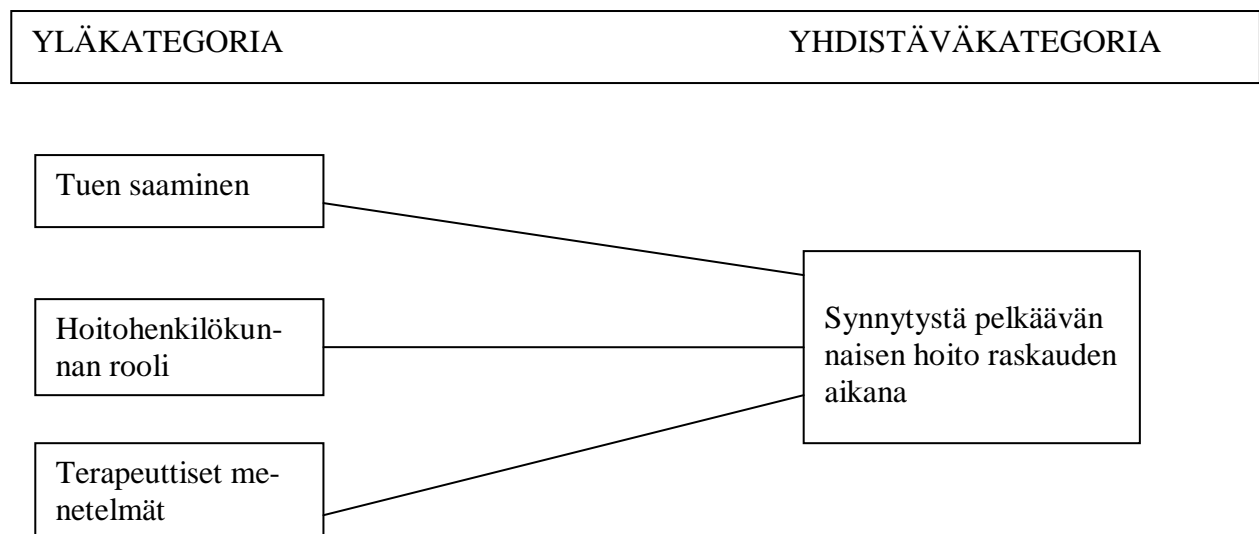 YLÄKATEGORIA YHDISTÄVÄKATEGORIA
Tuen saaminen
Hoitohenkilökun-
nan rooli
Terapeuttiset me-
netelmät
Synnytystä pelkäävän
naisen hoito raskauden
aikana